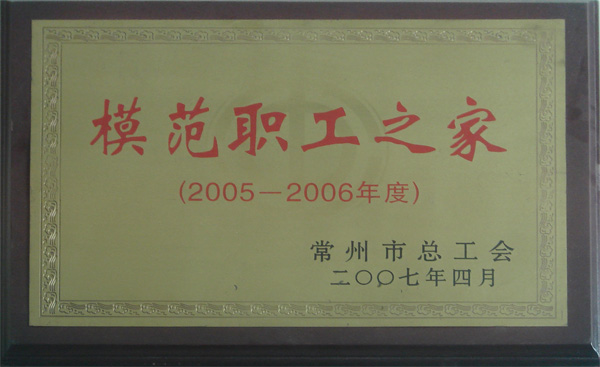 模范职工之家
(2005－2006年度)
常州市总工会
二〇〇七年四月